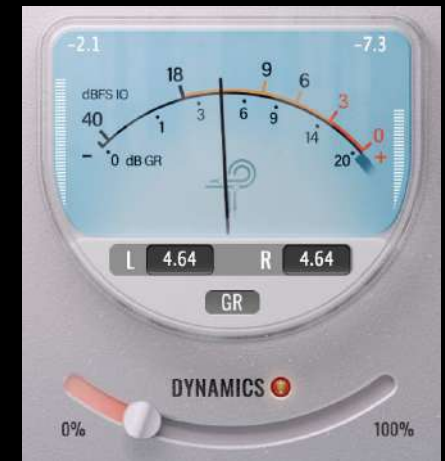 -2.1 -7.3
18 9 6
dBFS IO 3
40 1 3 6 9 14 0
- 0 dB GR 20 +
L 4.64 R 4.64
GR
DYNAMICS
0% 100%